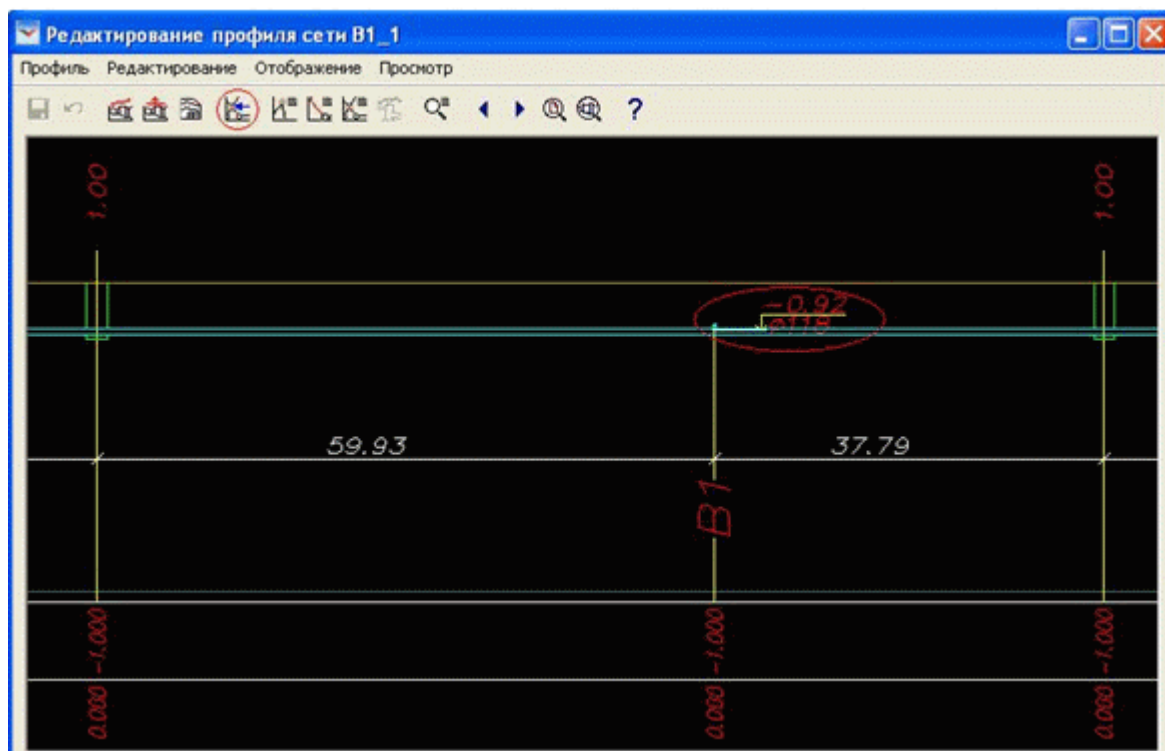 Редактирование профиля сети В1_1
Профиль Редактирование Отображение Просмотр
?
1.00 1.00
-0.92
⌀118
59.93 37.79
В1
-1.000 -1.000 -1.000
0.000 0.000 0.000